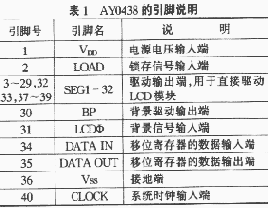 表 1 AY0438 的引脚说明
引脚号 引脚名 说 明
1 VDD 电源电压输入端
2 LOAD 锁存信号输入端
3~29,32 33,37~39 SEG1-32 驱动输出端,用于直接驱动 LCD模块
30 BP 背景驱动输出端
31 LCDΦ 背景信号输入端
34 DATA IN 移位寄存器的数据输入端
35 DATA OUT 移位寄存器的数据输出端
36 VSS 接地端
40 CLOCK 系统时钟输入端